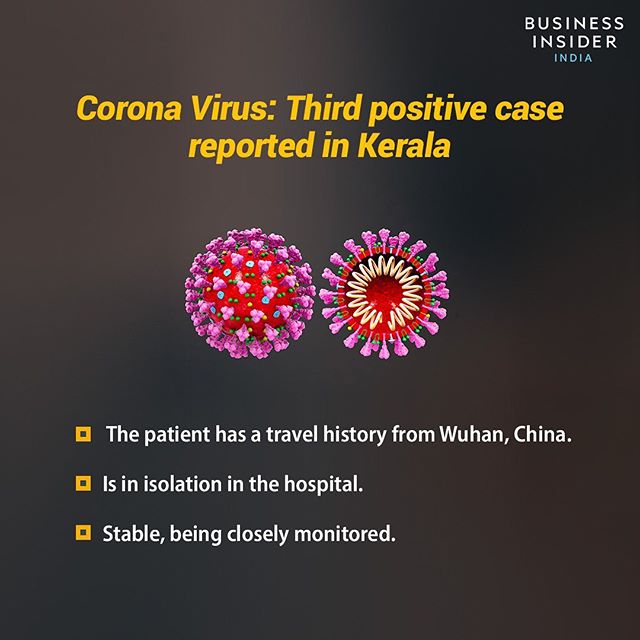 BUSINESS
INSIDER
INDIA
Corona Virus: Third positive case
reported in Kerala
The patient has a travel history from Wuhan, China.
Is in isolation in the hospital.
Stable, being closely monitored.